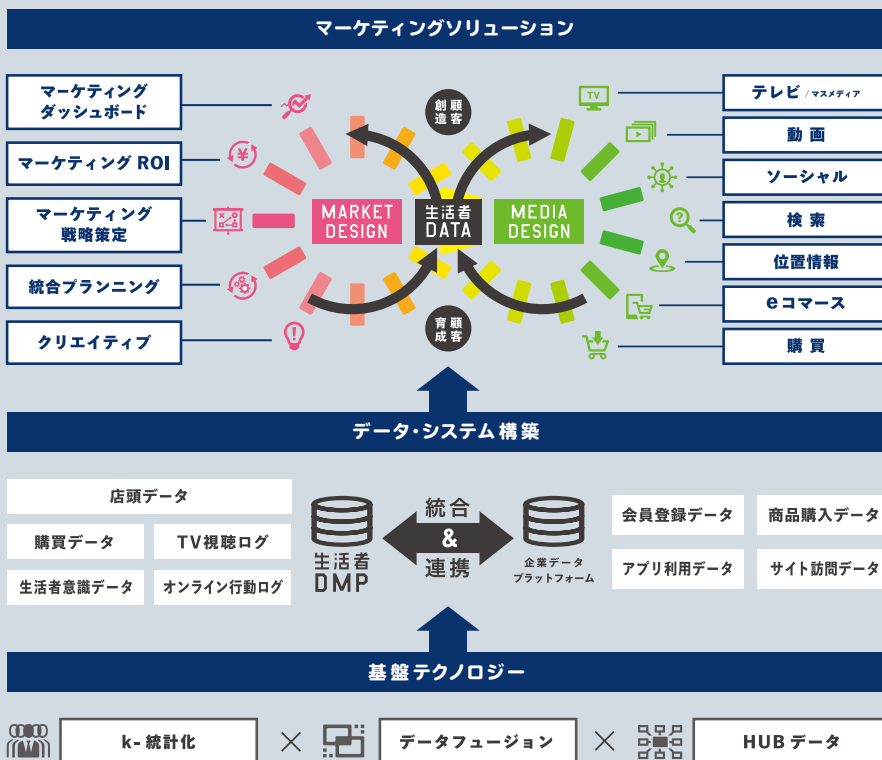 マーケティングソリューション
マーケティング
ダッシュボード
マーケティング ROI
マーケティング
戦略策定
統合プランニング
クリエイティブ
顧客
創造
MARKET
DESIGN
生活者
DATA
MEDIA
DESIGN
顧客
育成
TV
テレビ / マスメディア
動画
ソーシャル
検索
位置情報
eコマース
購買
データ・システム構築
店頭データ
購買データ
TV視聴ログ
生活者意識データ
オンライン行動ログ
生活者
DMP
統合
&
連携
企業データ
プラットフォーム
会員登録データ
商品購入データ
アプリ利用データ
サイト訪問データ
基盤テクノロジー
k-統計化
×
データフュージョン
×
HUBデータ